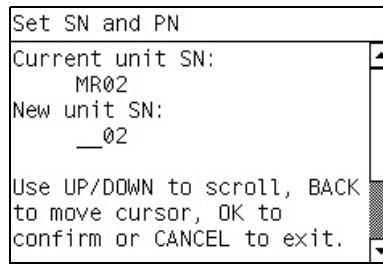 Set SN and PN
Current unit SN:
MR02
New unit SN:
__02
Use UP/DOWN to scroll, BACK
to move cursor, OK to
confirm or CANCEL to exit.